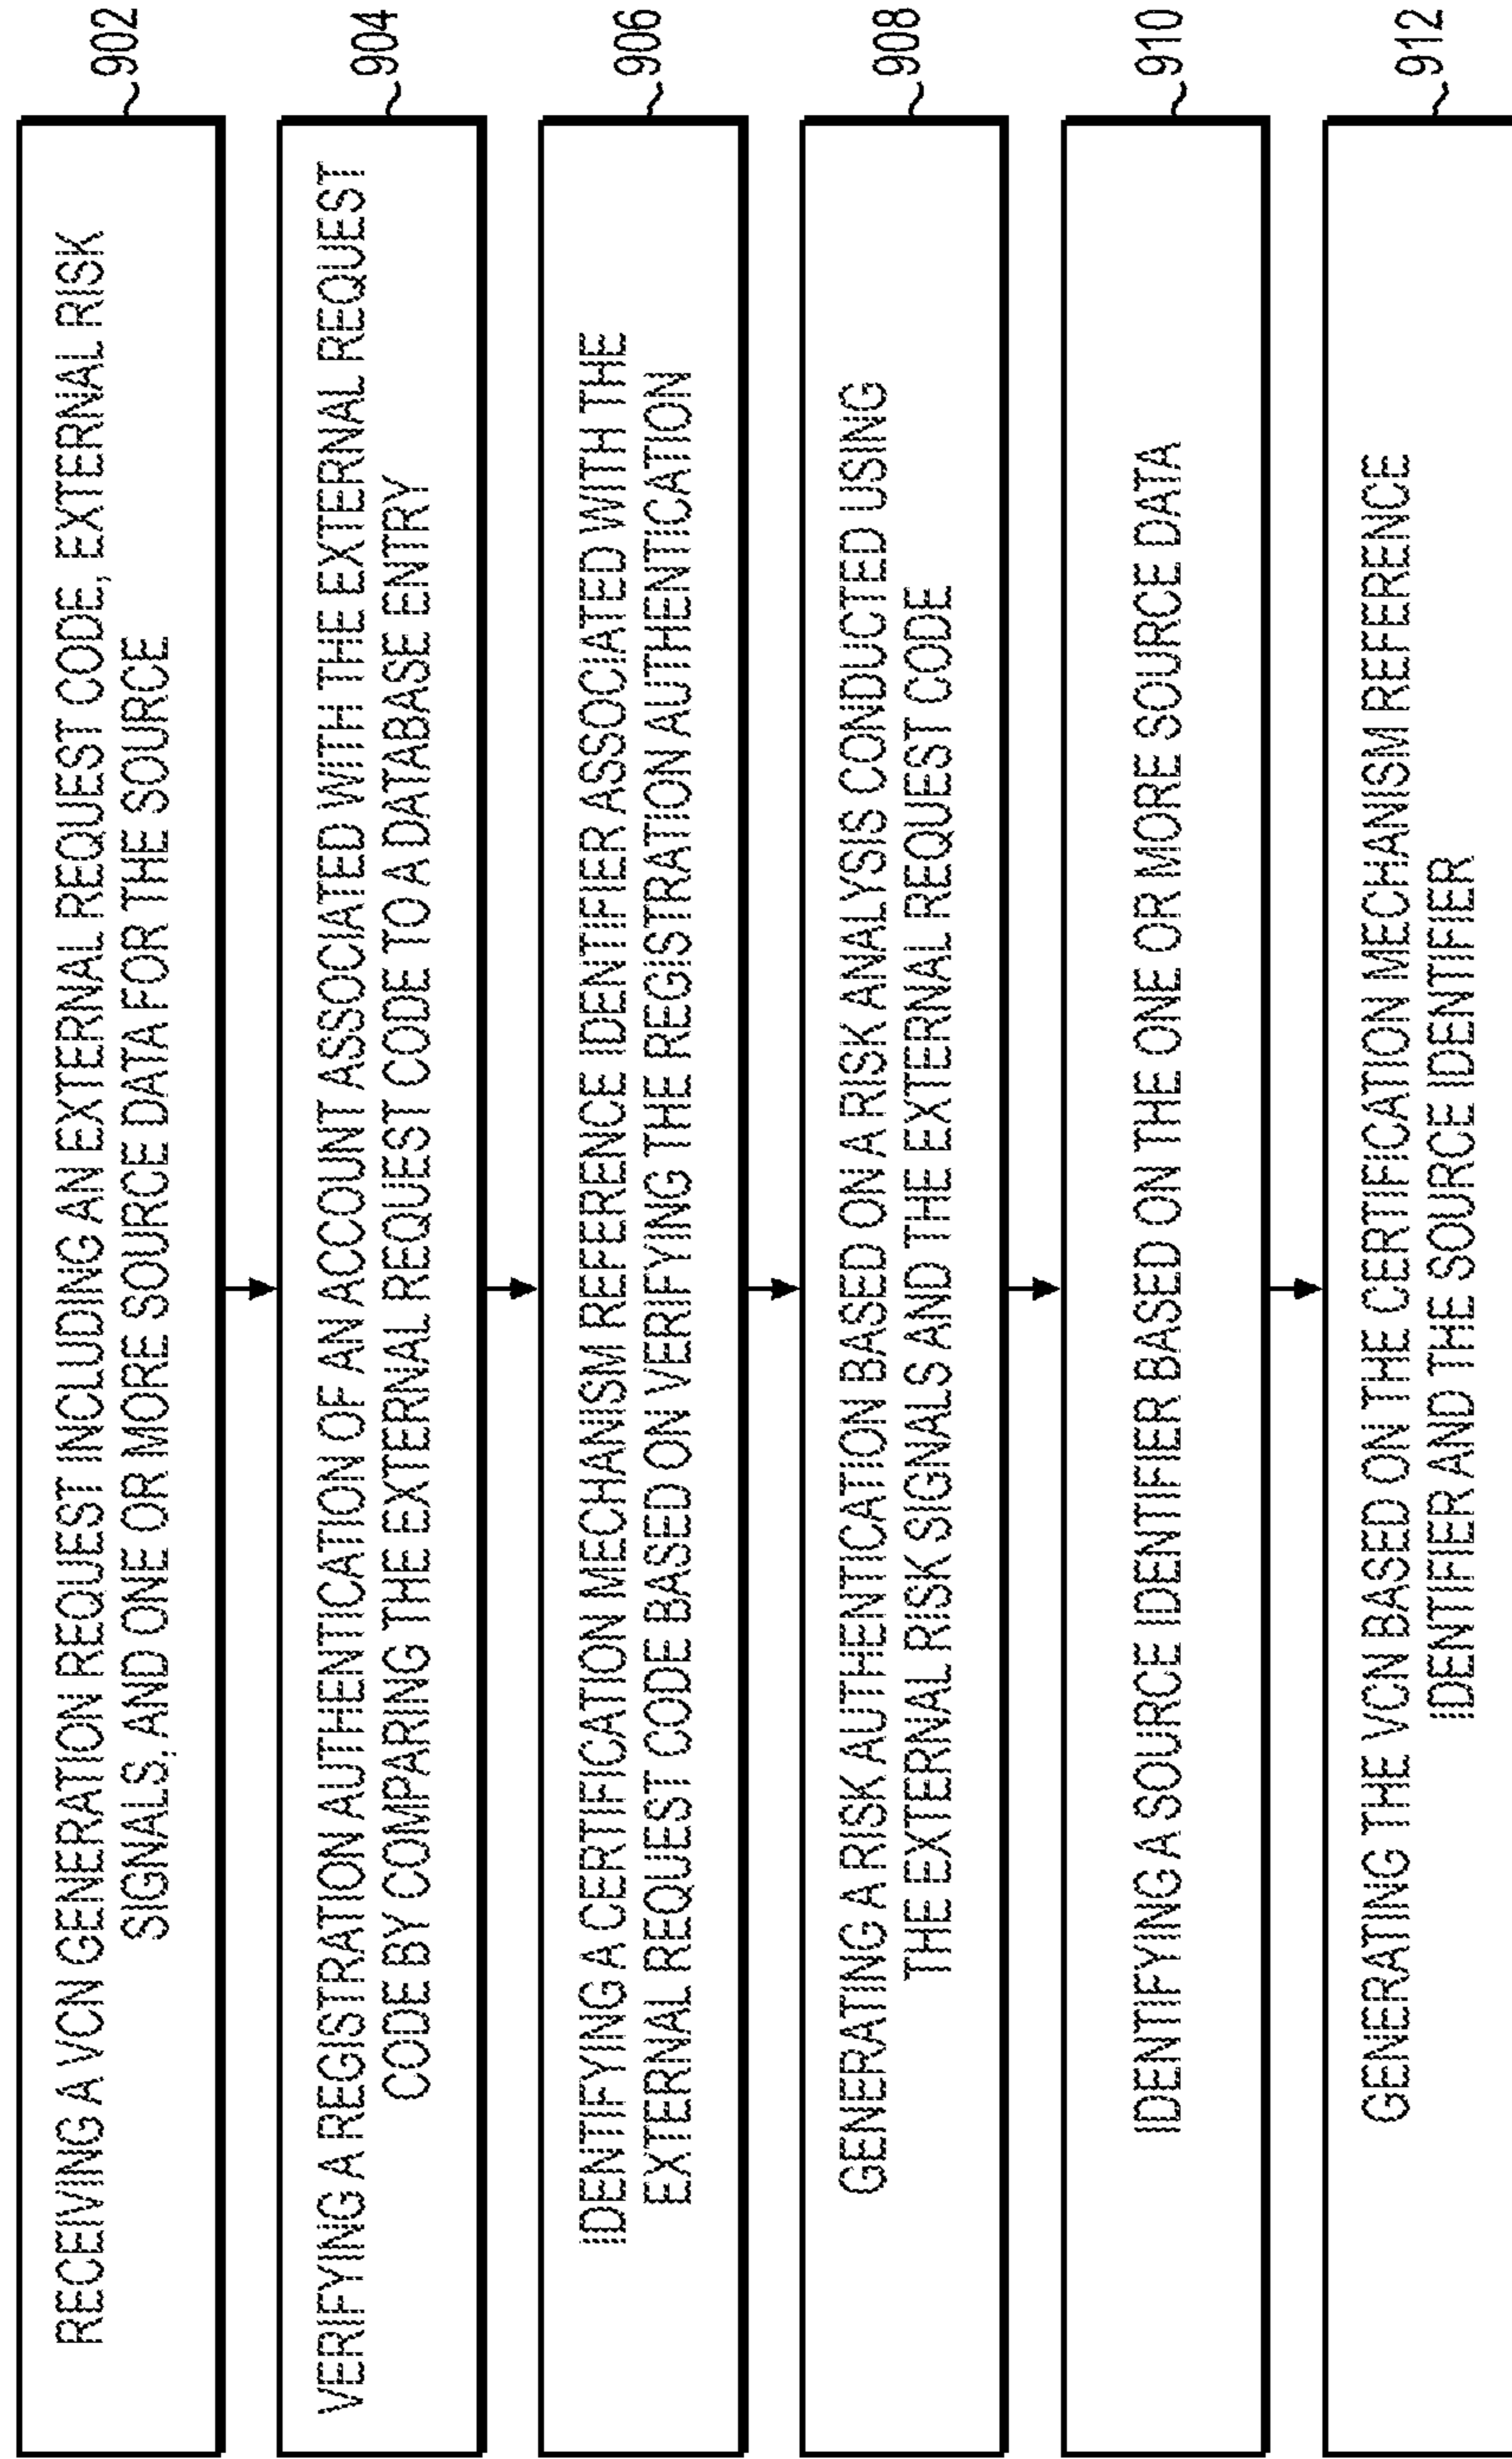 RECEIVING A VCN GENERATION REQUEST INCLUDING AN EXTERNAL REQUEST CODE, EXTERNAL RISK
SIGNALS, AND ONE OR MORE SOURCE DATA FOR THE SOURCE
902
VERIFYING A REGISTRATION AUTHENTICATION OF AN ACCOUNT ASSOCIATED WITH THE EXTERNAL REQUEST
CODE BY COMPARING THE EXTERNAL REQUEST CODE TO A DATABASE ENTRY
904
IDENTIFYING A CERTIFICATION MECHANISM REFERENCE IDENTIFIER ASSOCIATED WITH THE
EXTERNAL REQUEST CODE BASED ON VERIFYING THE REGISTRATION AUTHENTICATION
906
GENERATING A RISK AUTHENTICATION BASED ON A RISK ANALYSIS CONDUCTED USING
THE EXTERNAL RISK SIGNALS AND THE EXTERNAL REQUEST CODE
908
IDENTIFYING A SOURCE IDENTIFIER BASED ON THE ONE OR MORE SOURCE DATA
910
GENERATING THE VCN BASED ON THE CERTIFICATION MECHANISM REFERENCE
IDENTIFIER AND THE SOURCE IDENTIFIER
912